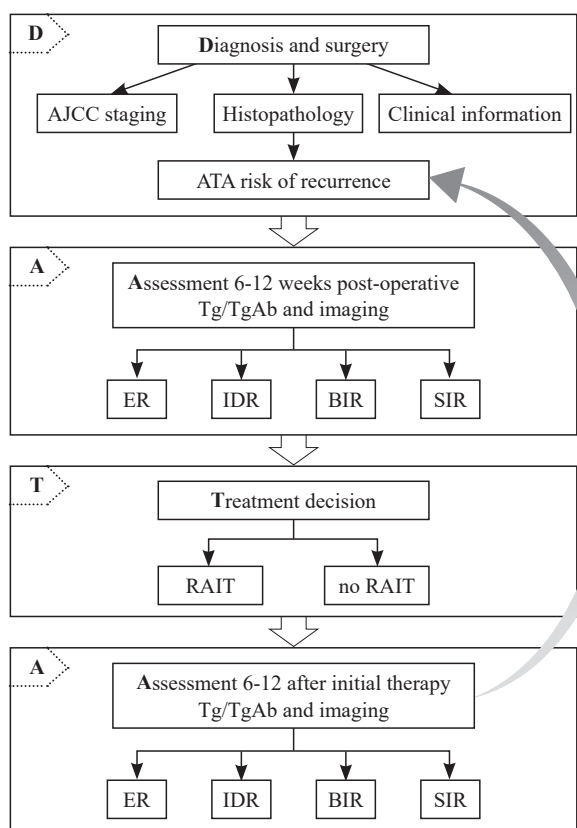 D
Diagnosis and surgery
AJCC staging
Histopathology
Clinical information
ATA risk of recurrence
A
Assessment 6-12 weeks post-operative
Tg/TgAb and imaging
ER
IDR
BIR
SIR
T
Treatment decision
RAIT
no RAIT
A
Assessment 6-12 after initial therapy
Tg/TgAb and imaging
ER
IDR
BIR
SIR